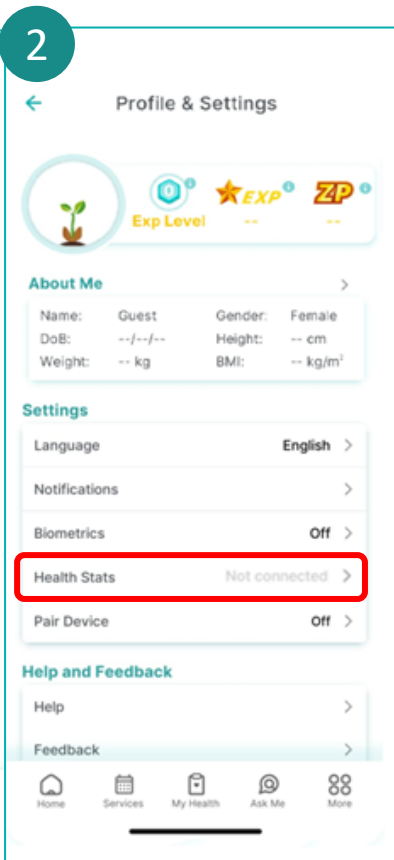 2
Profile & Settings
Exp Level
EXP
--
ZP
--
About Me
Name: Guest Gender: Female
DoB: --/--/-- Height: -- cm
Weight: -- kg BMI: -- kg/m²
Settings
Language English
Notifications
Biometrics Off
Health Stats Not connected
Pair Device Off
Help and Feedback
Help
Feedback
Home Services My Health Ask Me More